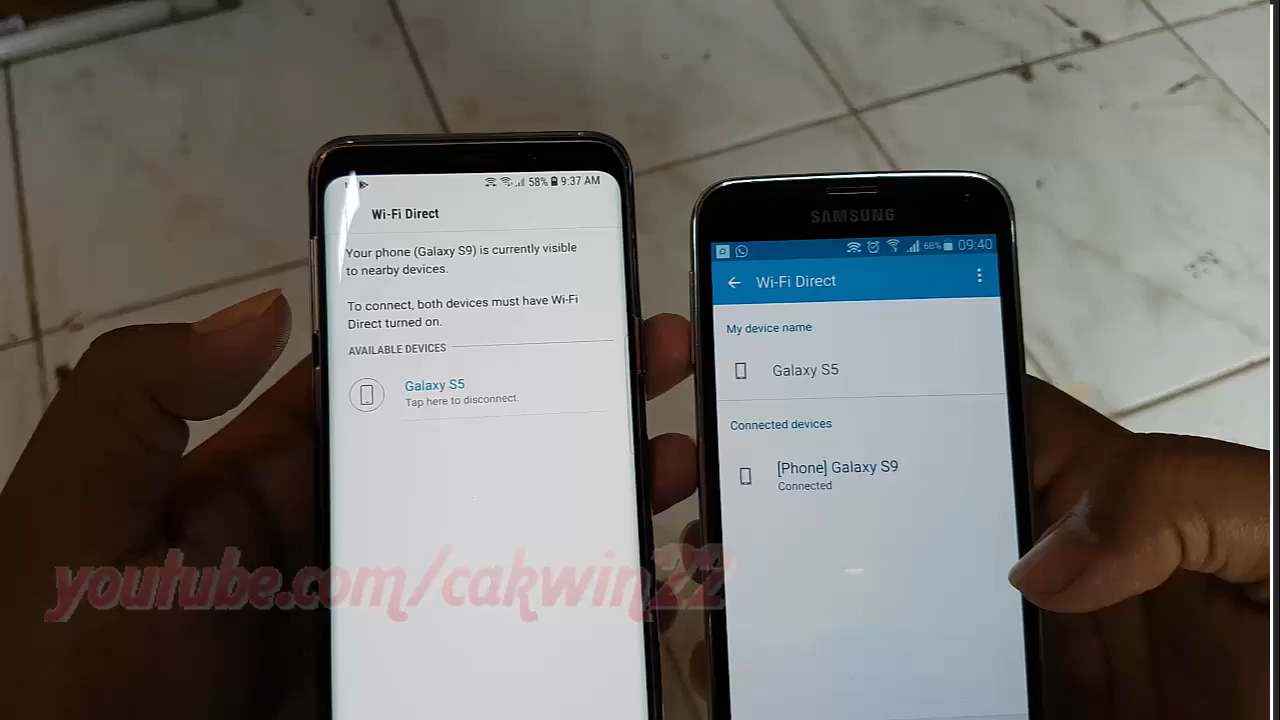 58% 9:37 AM
Wi-Fi Direct
Your phone (Galaxy S9) is currently visible
to nearby devices.
To connect, both devices must have Wi-Fi
Direct turned on.
AVAILABLE DEVICES
Galaxy S5
Tap here to disconnect.
SAMSUNG
68% 09:40
Wi-Fi Direct
My device name
Galaxy S5
Connected devices
[Phone] Galaxy S9
Connected
youtube.com/cakwin22